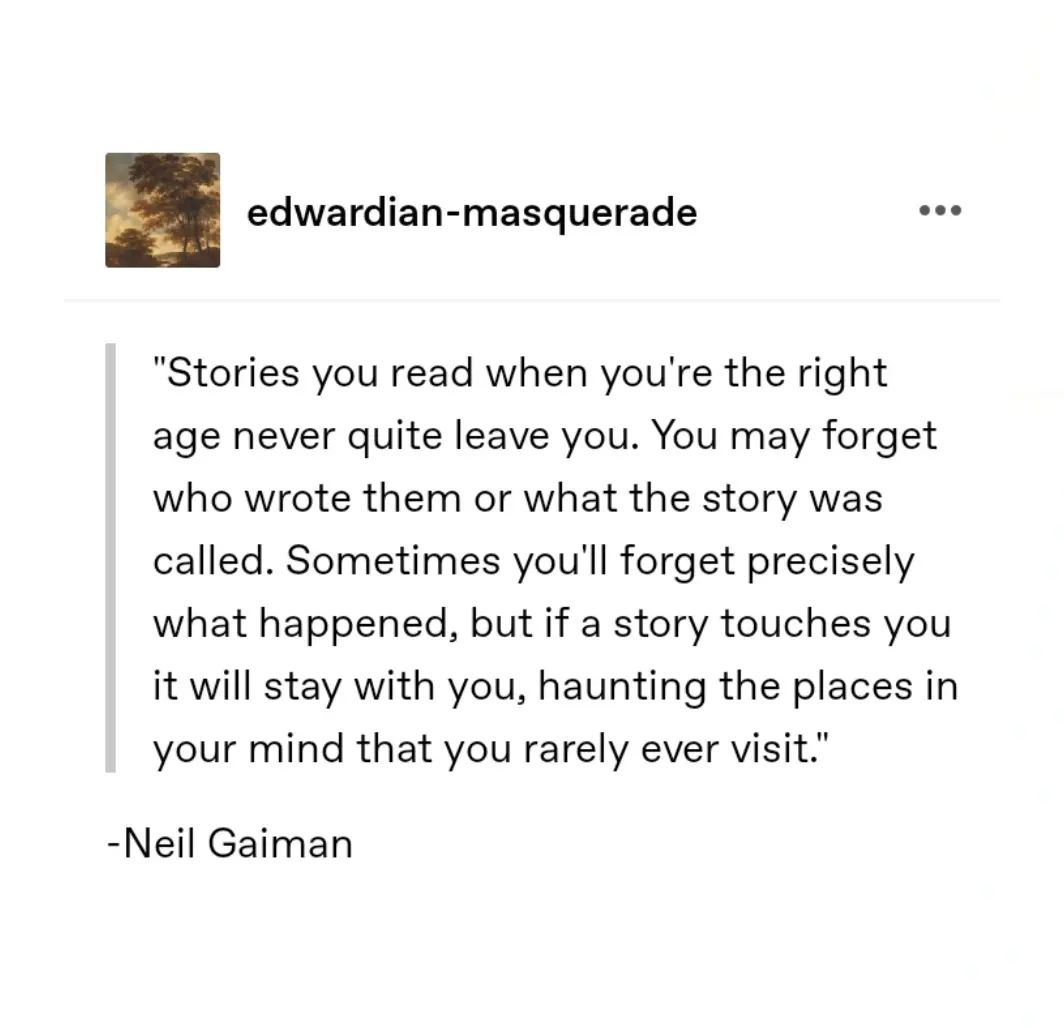 edwardian-masquerade
"Stories you read when you're the right
age never quite leave you. You may forget
who wrote them or what the story was
called. Sometimes you'll forget precisely
what happened, but if a story touches you
it will stay with you, haunting the places in
your mind that you rarely ever visit."
-Neil Gaiman